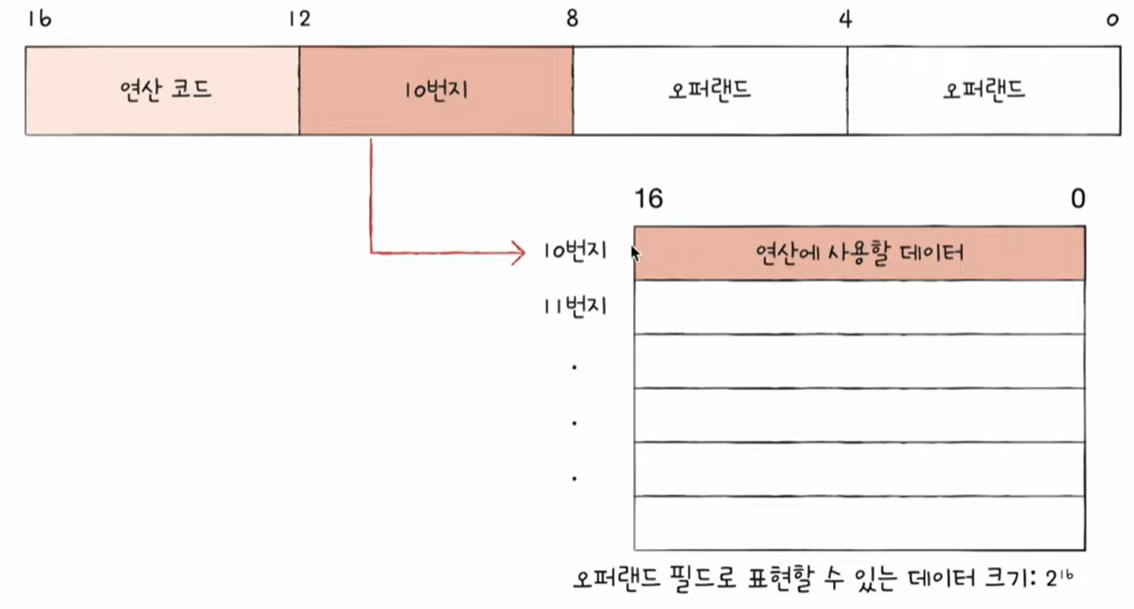 16 12 8 4 0
연산 코드 10번지 오퍼랜드 오퍼랜드
16 0
10번지 연산에 사용할 데이터
11번지
.
.
.
오퍼랜드 필드로 표현할 수 있는 데이터 크기: 2¹⁶